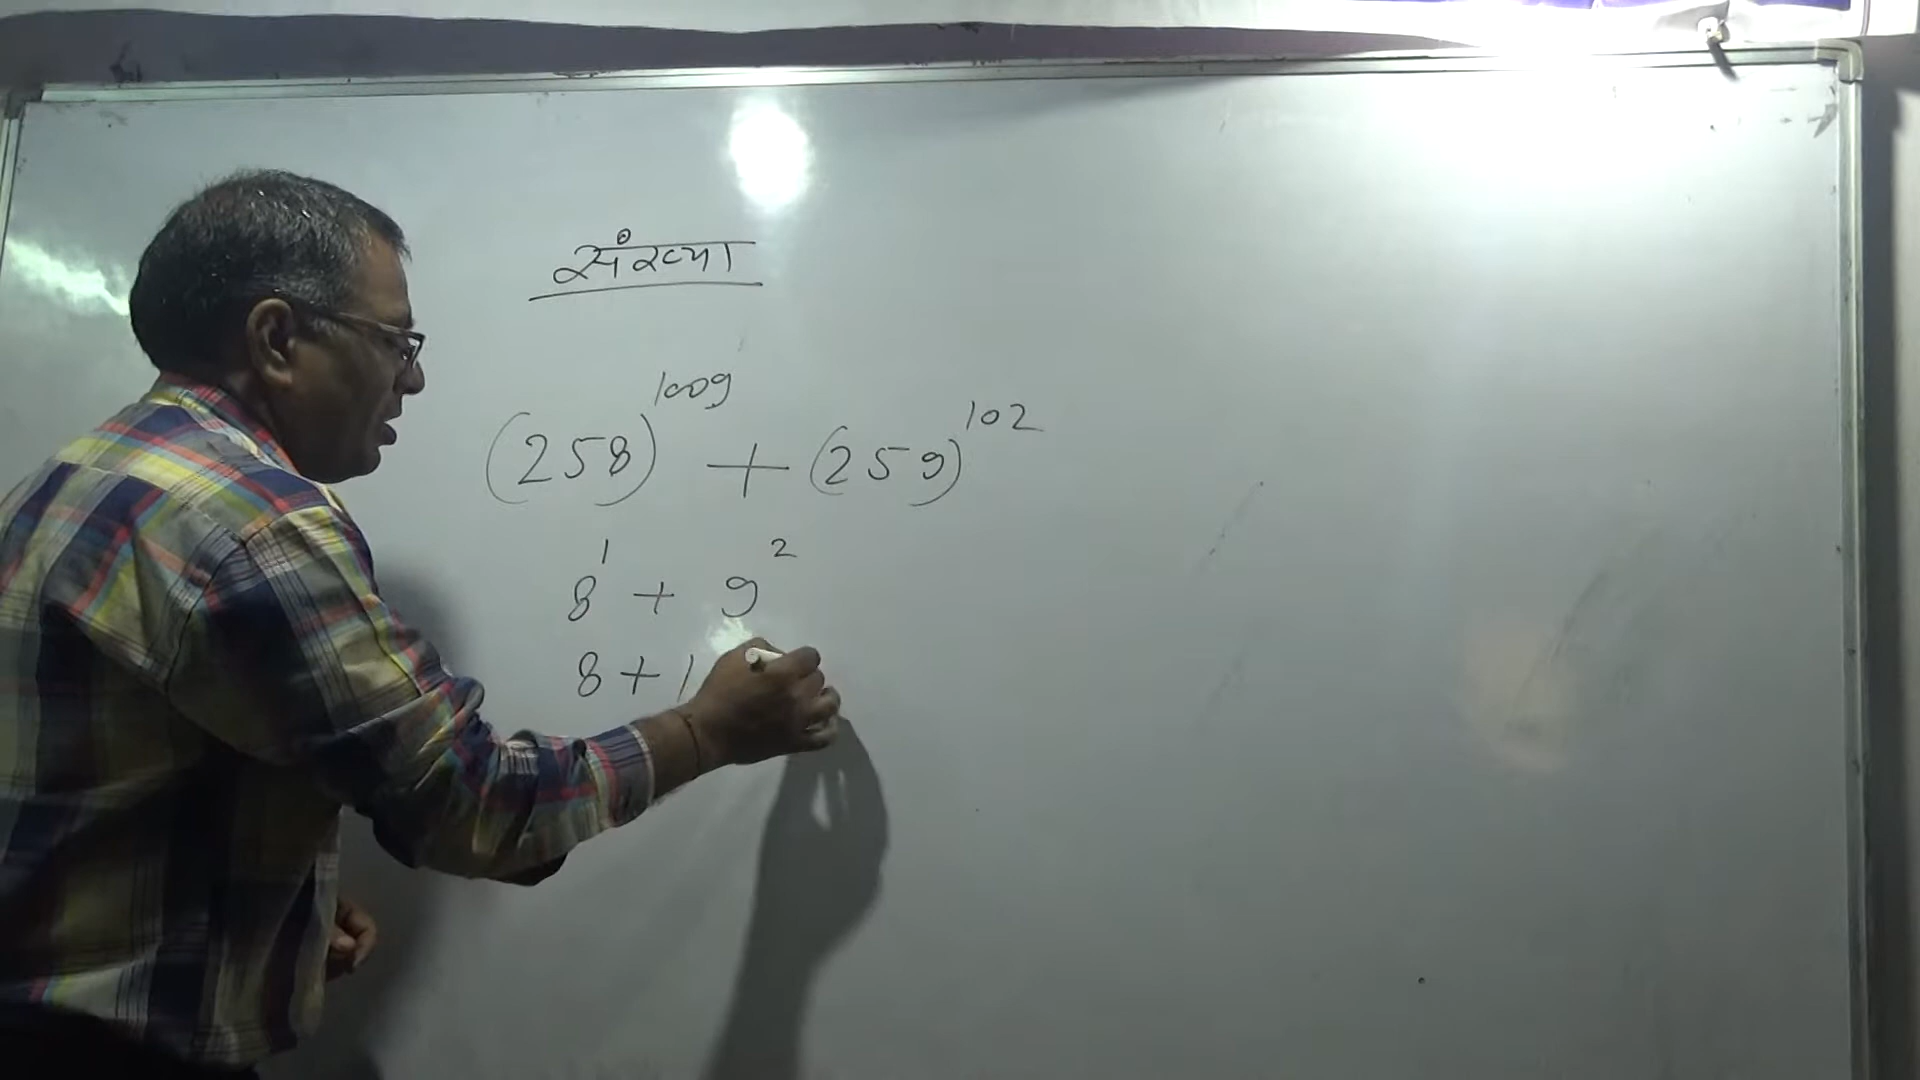 संख्या
(258)^1009 + (259)^102
8^1 + 9^2
8 + 1